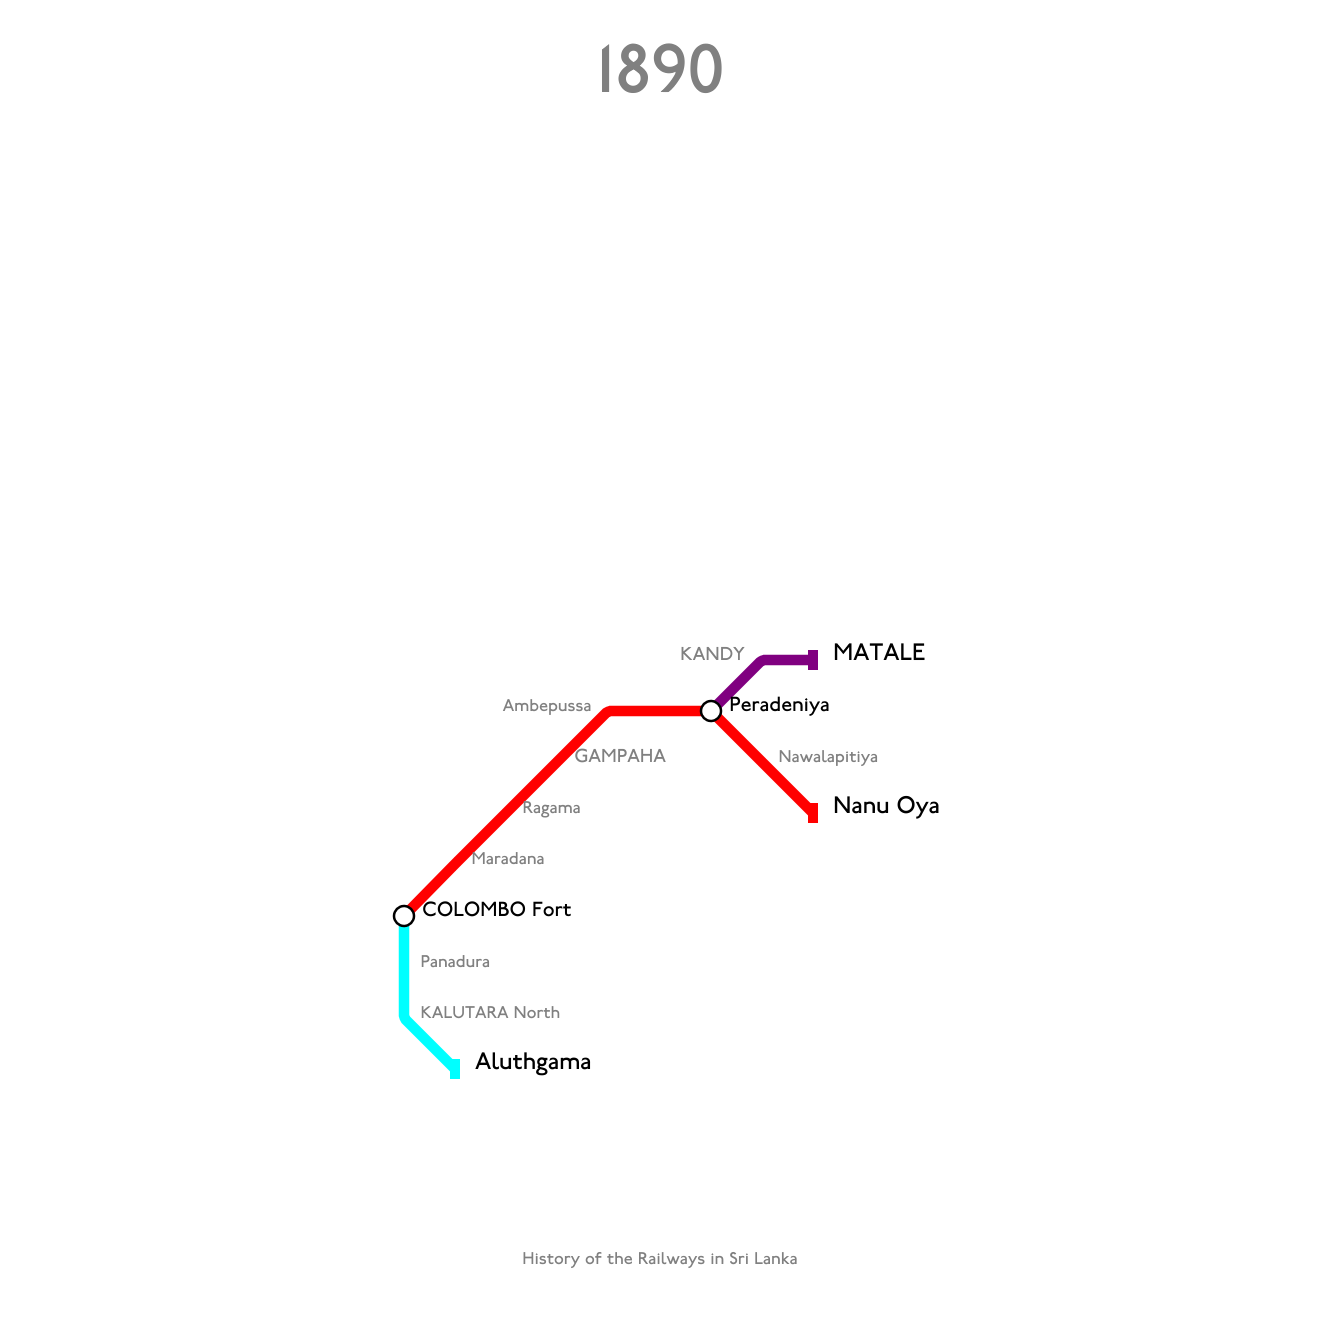 1890
KANDY
MATALE
Ambepussa
Peradeniya
GAMPAHA
Nawalapitiya
Ragama
Nanu Oya
Maradana
COLOMBO Fort
Panadura
KALUTARA North
Aluthgama
History of the Railways in Sri Lanka